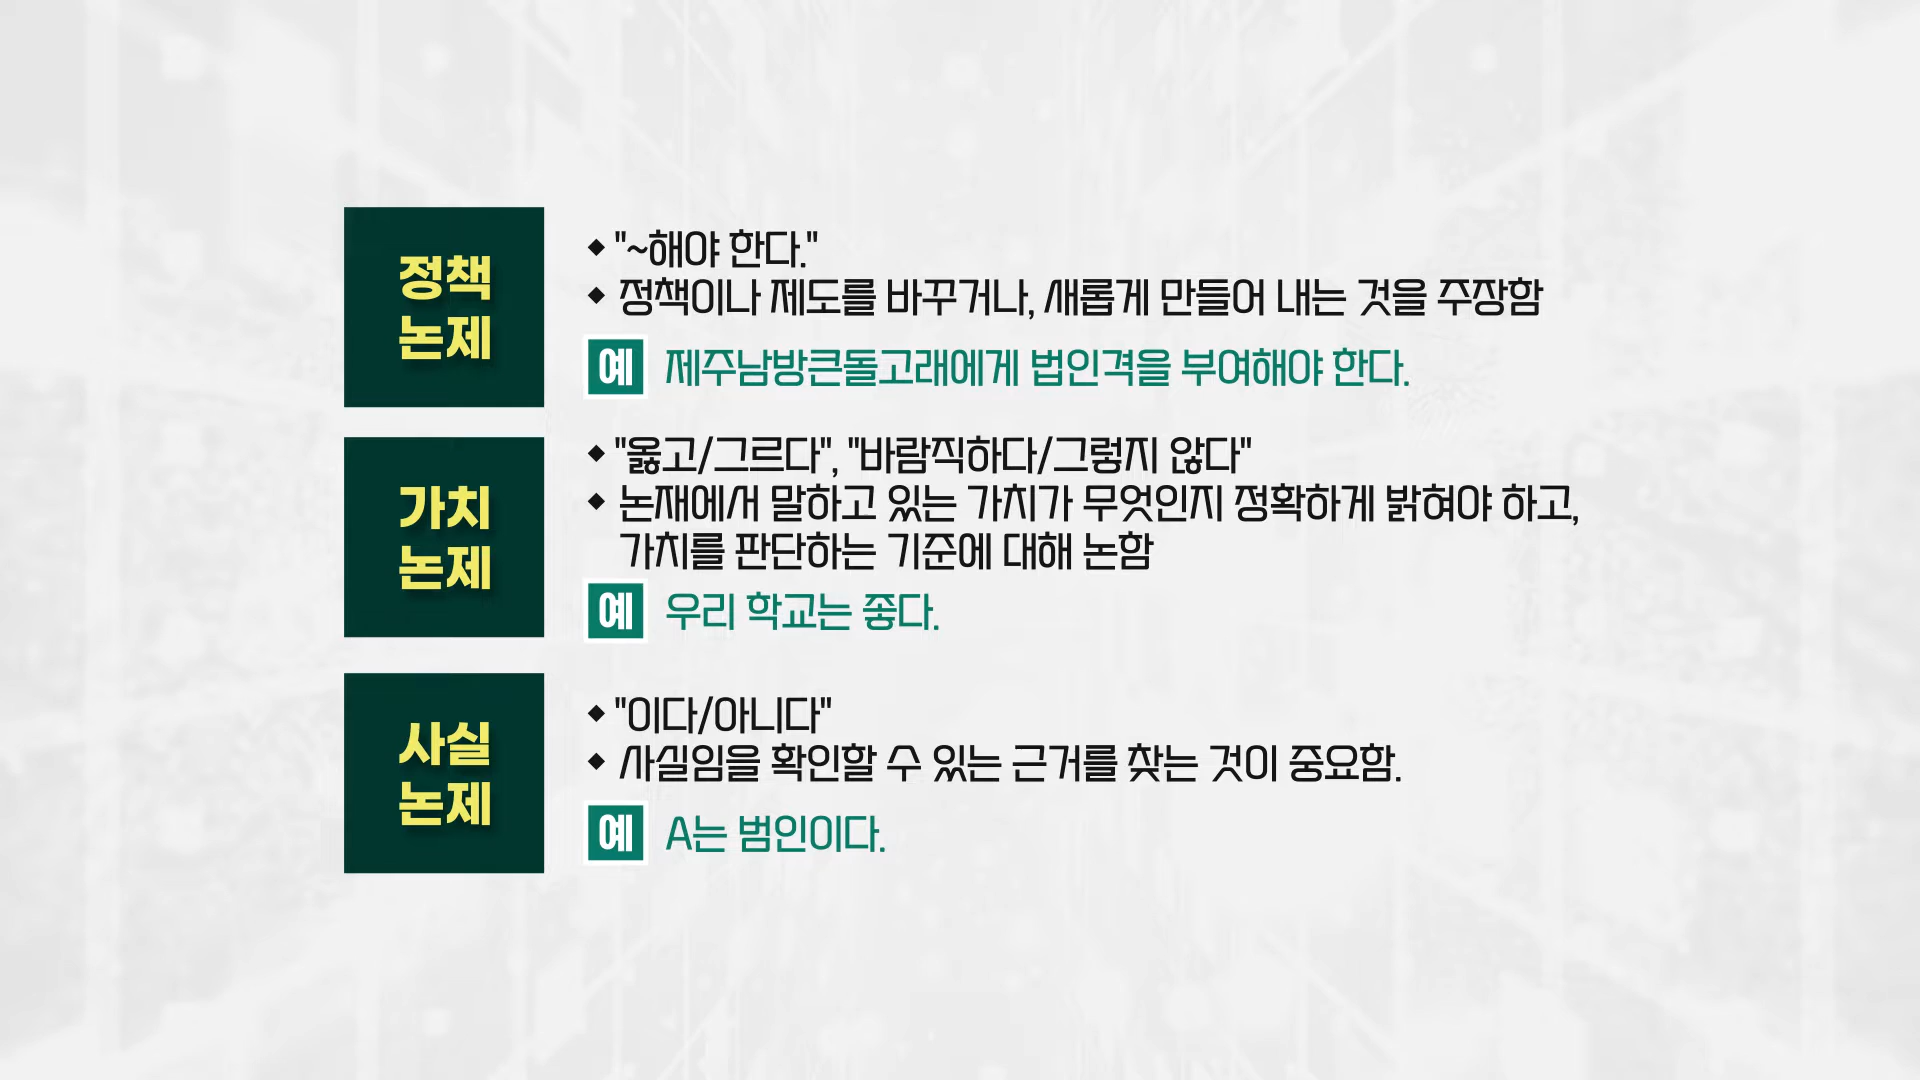 정책
논제
◆ "~해야 한다."
◆ 정책이나 제도를 바꾸거나, 새롭게 만들어 내는 것을 주장함
예 제주남방큰돌고래에게 법인격을 부여해야 한다.
가치
논제
◆ "옳고/그르다", "바람직하다/그렇지 않다"
◆ 논재에서 말하고 있는 가치가 무엇인지 정확하게 밝혀야 하고,
가치를 판단하는 기준에 대해 논함
예 우리 학교는 좋다.
사실
논제
◆ "이다/아니다"
◆ 사실임을 확인할 수 있는 근거를 찾는 것이 중요함.
예 A는 범인이다.